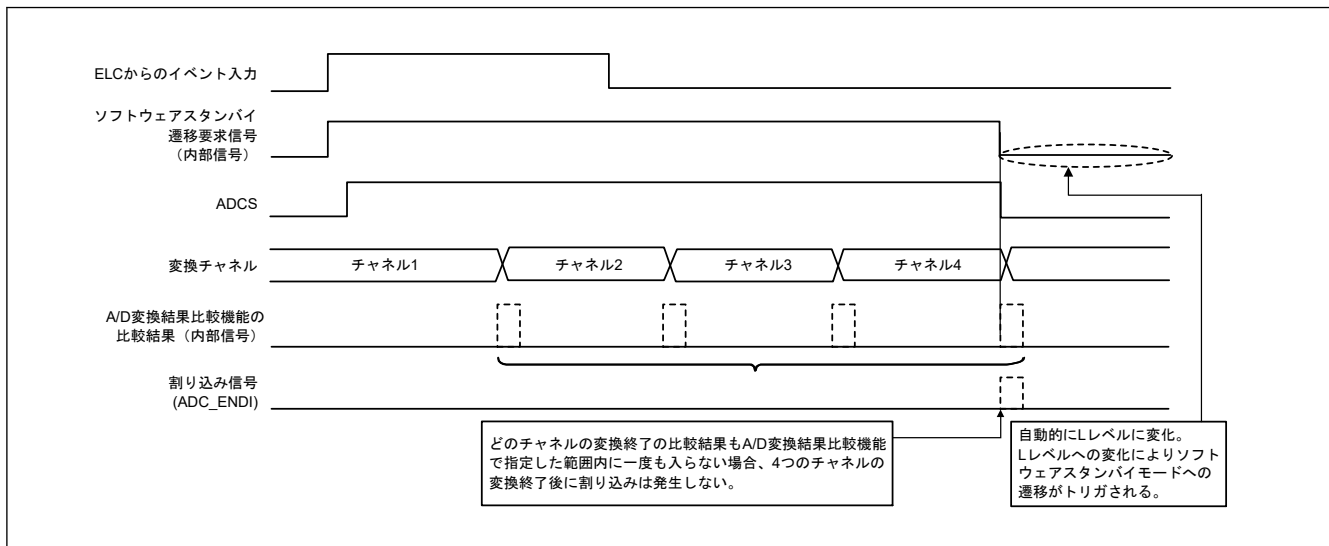 ELCからのイベント入力
ソフトウェアスタンバイ
遷移要求信号
(内部信号)
ADCS
変換チャネル
チャネル1
チャネル2
チャネル3
チャネル4
A/D変換結果比較機能の
比較結果（内部信号）
割り込み信号
(ADC_ENDI)
どのチャネルの変換終了の比較結果もA/D変換結果比較機能
で指定した範囲内に一度も入らない場合、4つのチャネルの
変換終了後に割り込みは発生しない。
自動的にLレベルに変化。
Lレベルへの変化によりソフト
ウェアスタンバイモードへの
遷移がトリガされる。